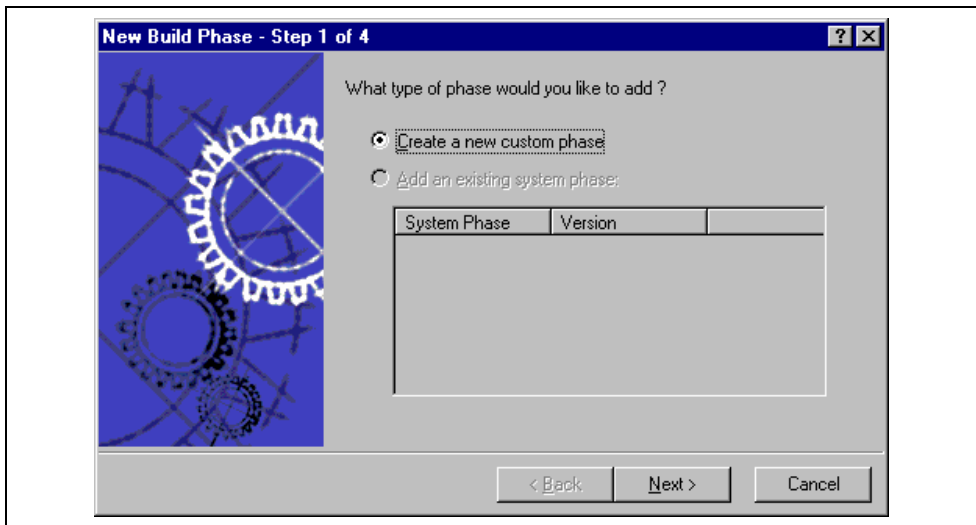 New Build Phase - Step 1 of 4
What type of phase would you like to add ?
Create a new custom phase
Add an existing system phase:
System Phase Version
< Back Next > Cancel